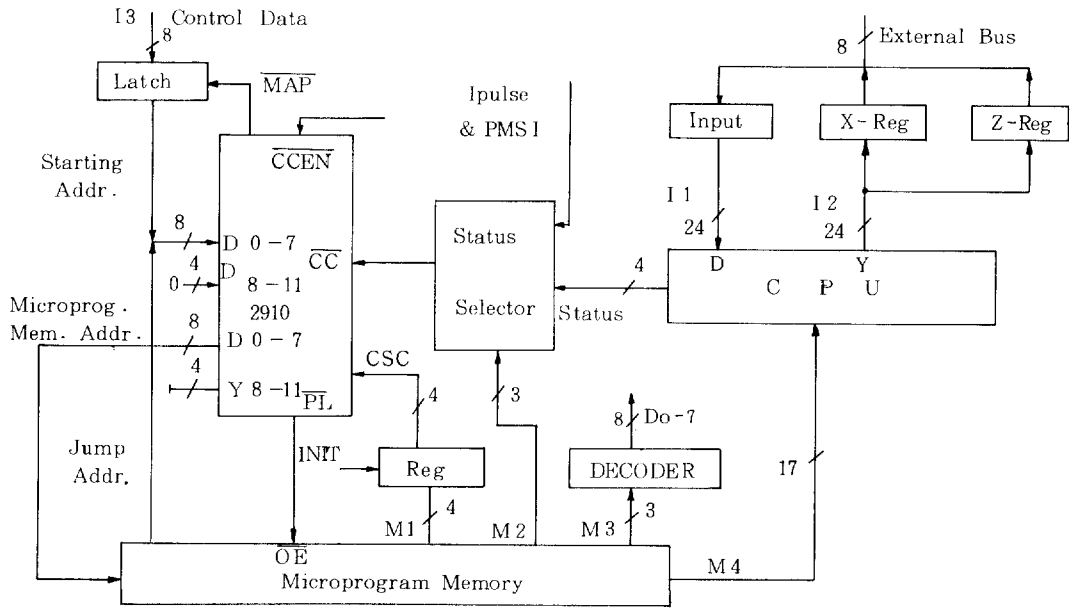 I3 Control Data
8
Latch
MAP
Ipulse
& PMSI
8 External Bus
Input
X-Reg
Z-Reg
CCEN
Starting
Addr.
I1
24
I2
24
8
D 0-7
CC
Status
Selector
4
Status
D Y
C P U
4
0
D
8-11
2910
Microprog.
Mem. Addr.
8
D 0-7
4
Y 8-11
PL
CSC
4
3
8 Do-7
17
Jump
Addr.
INIT
Reg
DECODER
M1
4
M2
M3
3
M4
OE
Microprogram Memory